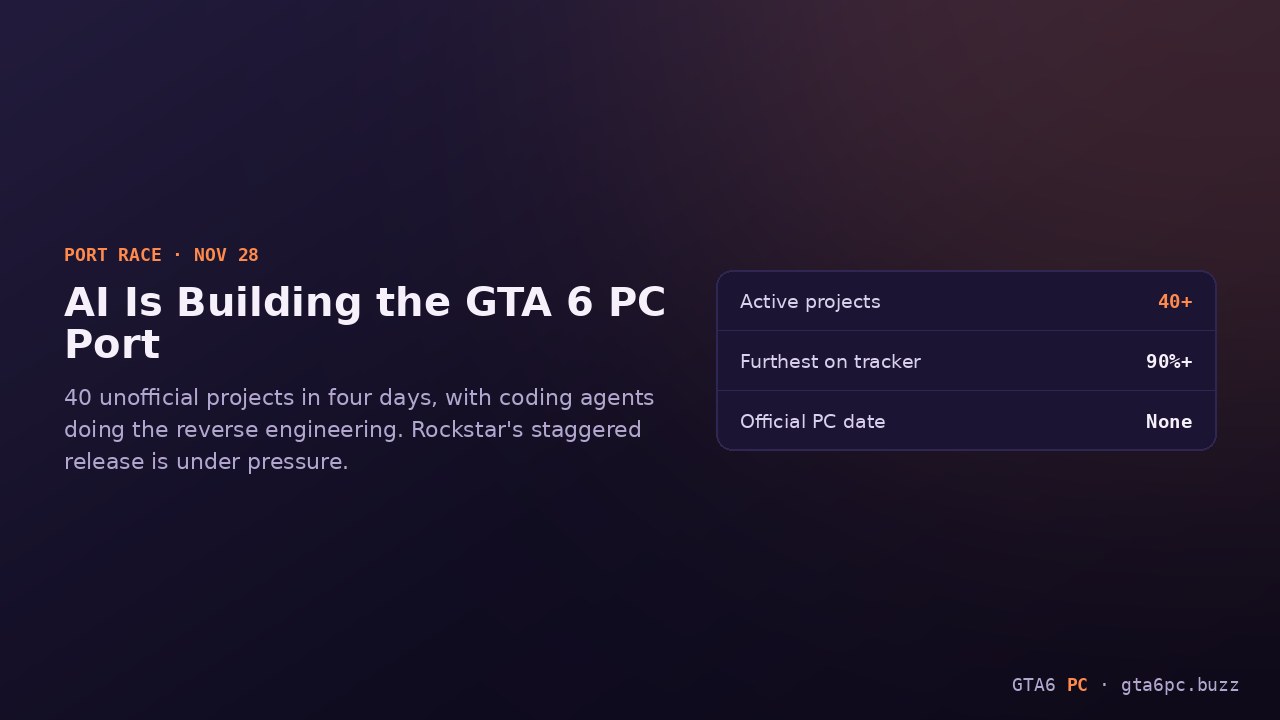 PORT RACE · NOV 28
AI Is Building the GTA 6 PC
Port
40 unofficial projects in four days, with coding agents
doing the reverse engineering. Rockstar's staggered
release is under pressure.
Active projects 40+
Furthest on tracker 90%+
Official PC date None
GTA6 PC · gta6pc.buzz